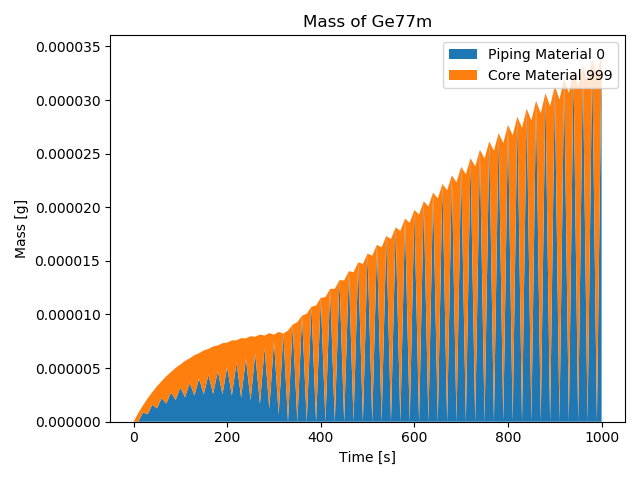 Mass of Ge77m
Piping Material 0
Core Material 999
Mass [g]
0.000035
0.000030
0.000025
0.000020
0.000015
0.000010
0.000005
0.000000
0
200
400
600
800
1000
Time [s]